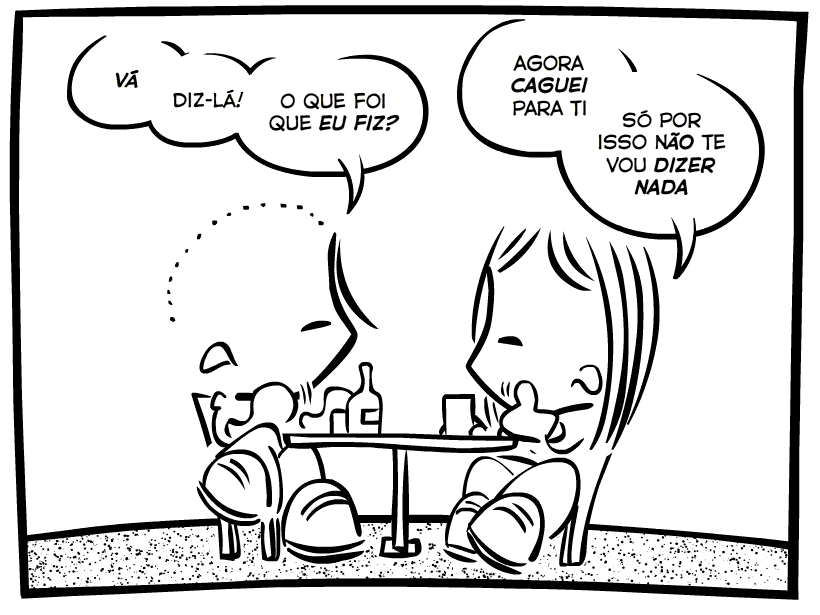 VÁ
DIZ-LÁ!
O QUE FOI
QUE EU FIZ?
AGORA
CAGUEI
PARA TI
SÓ POR
ISSO NÃO TE
VOU DIZER
NADA